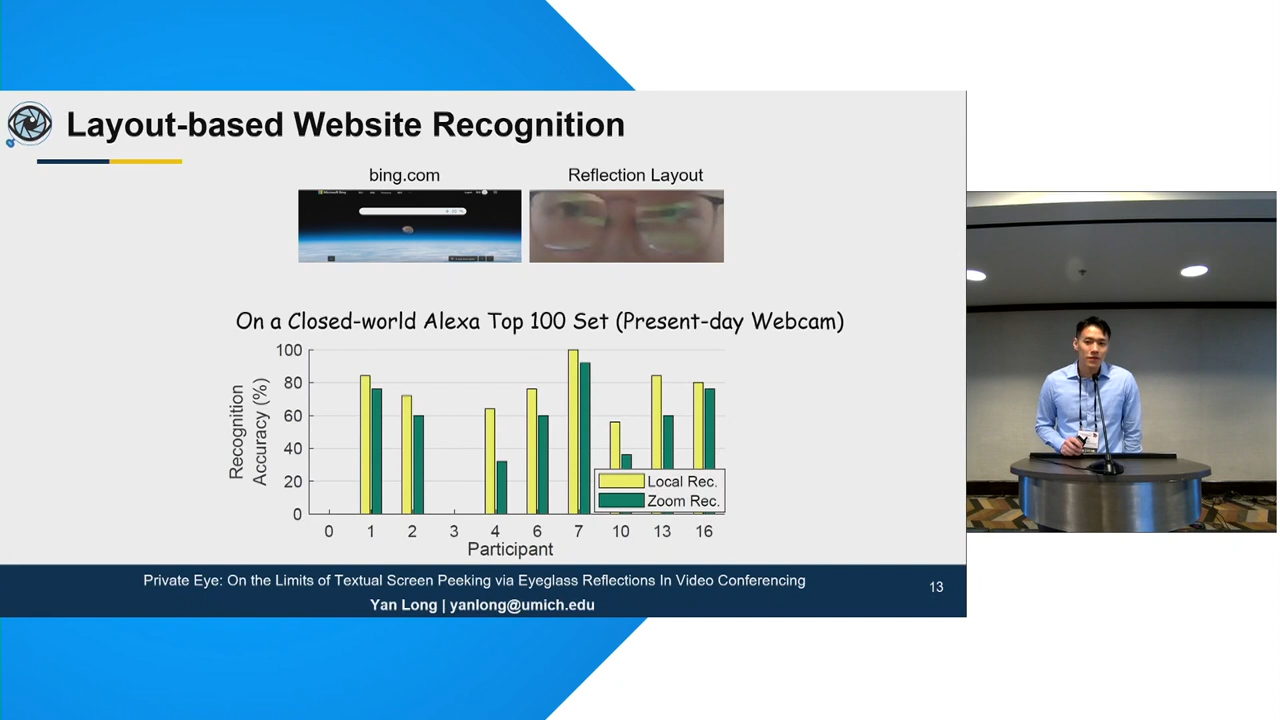 Layout-based Website Recognition
bing.com
Reflection Layout
Microsoft Bing
On a Closed-world Alexa Top 100 Set (Present-day Webcam)
Recognition
Accuracy (%)
100
80
60
40
20
0
0 1 2 3 4 6 7 10 13 16
Participant
Local Rec.
Zoom Rec.
Private Eye: On the Limits of Textual Screen Peeking via Eyeglass Reflections In Video Conferencing
Yan Long | yanlong@umich.edu
13